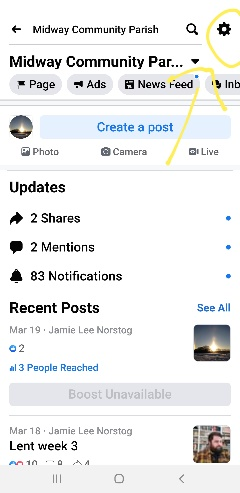 Midway Community Parish
Midway Community Par...
Page Ads News Feed Inb
Create a post
Photo Camera Live
Updates
2 Shares
2 Mentions
83 Notifications
Recent Posts See All
Mar 19 · Jamie Lee Norstog
2
3 People Reached
Boost Unavailable
Mar 18 · Jamie Lee Norstog
Lent week 3
10 8 4